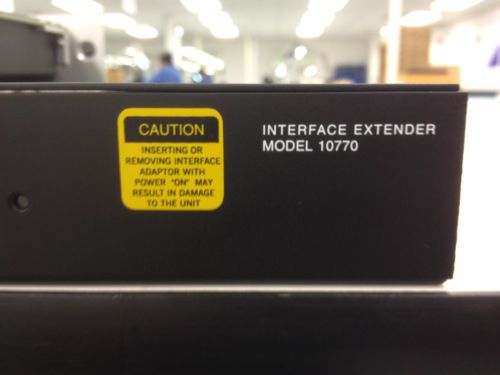 CAUTION
INSERTING OR
REMOVING INTERFACE
ADAPTOR WITH
POWER "ON" MAY
RESULT IN DAMAGE
TO THE UNIT
INTERFACE EXTENDER
MODEL 10770